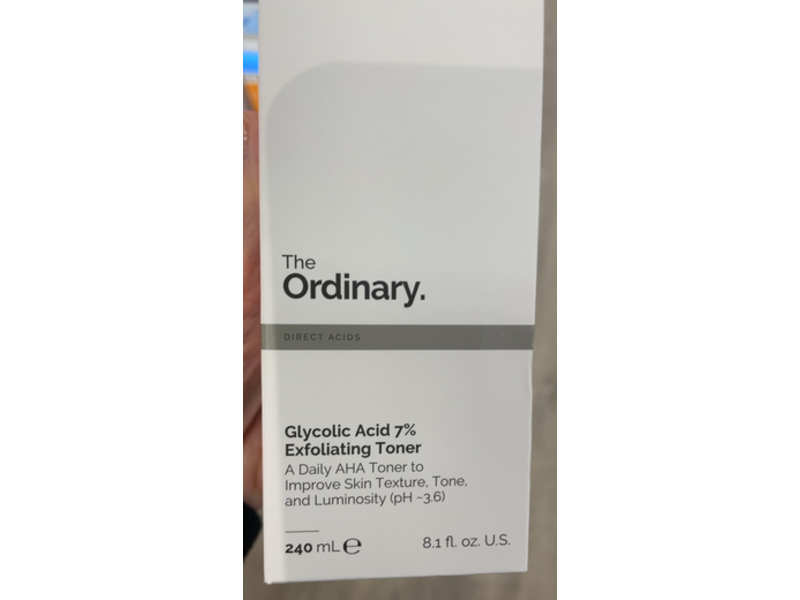 The
Ordinary.
DIRECT ACIDS
Glycolic Acid 7%
Exfoliating Toner
A Daily AHA Toner to
Improve Skin Texture, Tone,
and Luminosity (pH ~3.6)
240 mL ℮ 8.1 fl. oz. U.S.